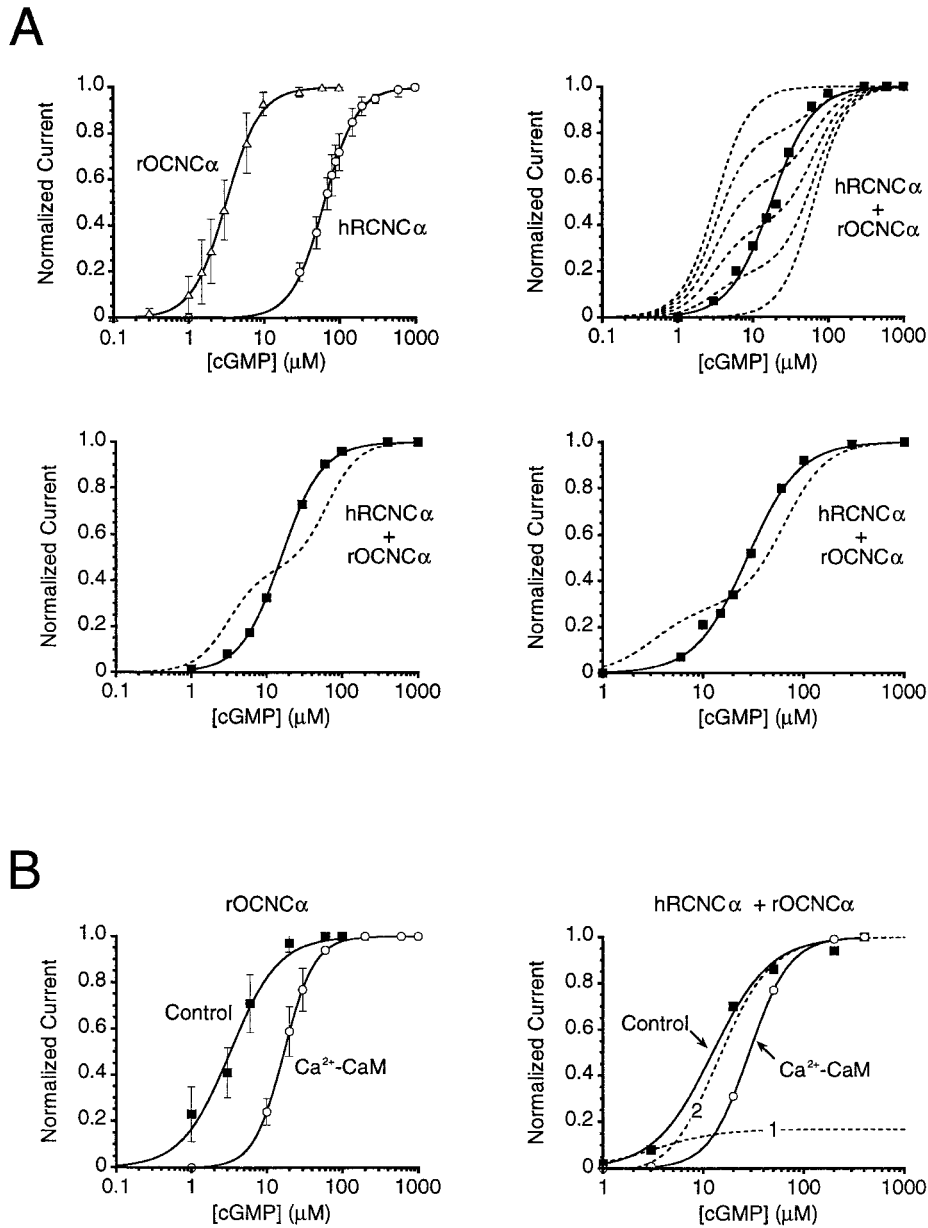 A
Normalized Current
1.0
0.8
0.6
0.4
0.2
0
rOCNCα
hRCNCα
0.1 1 10 100 1000
[cGMP] (µM)
Normalized Current
1.0
0.8
0.6
0.4
0.2
0
hRCNCα
+
rOCNCα
0.1 1 10 100 1000
[cGMP] (µM)
Normalized Current
1.0
0.8
0.6
0.4
0.2
0
hRCNCα
+
rOCNCα
0.1 1 10 100 1000
[cGMP] (µM)
Normalized Current
1.0
0.8
0.6
0.4
0.2
0
hRCNCα
+
rOCNCα
1 10 100 1000
[cGMP] (µM)
B
rOCNCα
Normalized Current
1.0
0.8
0.6
0.4
0.2
0
Control
Ca²⁺-CaM
0.1 1 10 100 1000
[cGMP] (µM)
hRCNCα + rOCNCα
Normalized Current
1.0
0.8
0.6
0.4
0.2
0
Control
Ca²⁺-CaM
2
1
1 10 100 1000
[cGMP] (µM)